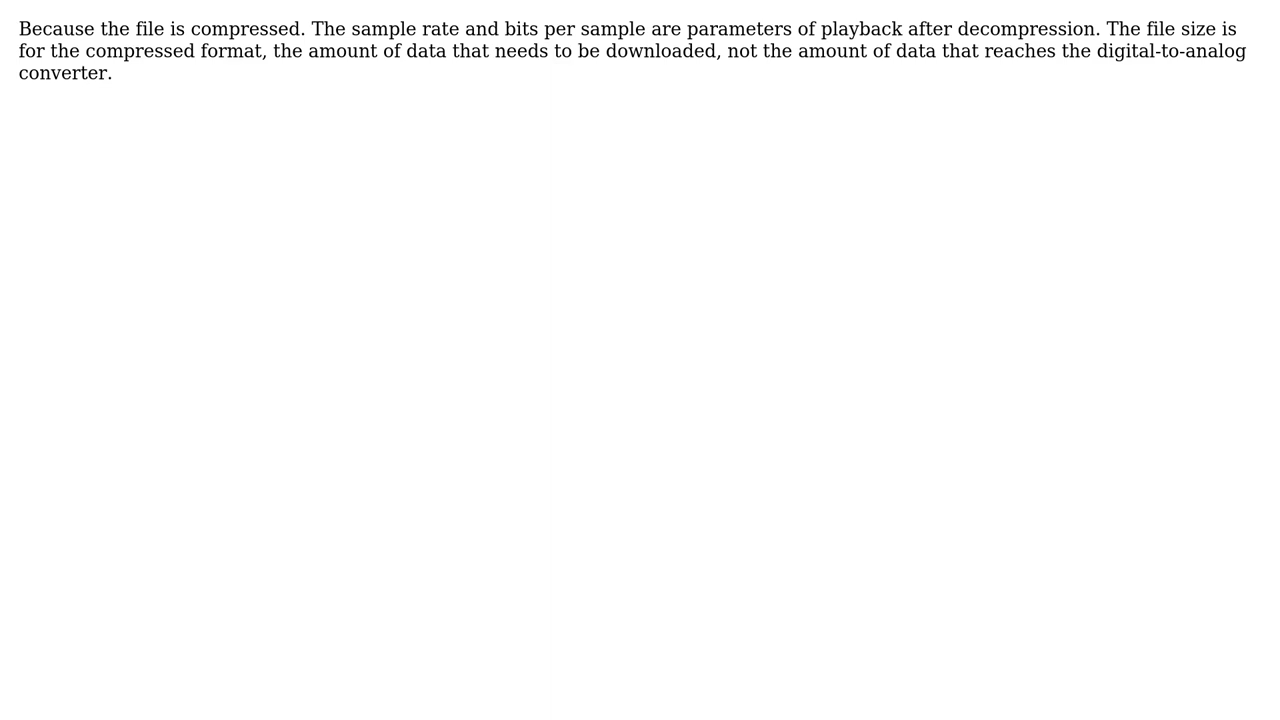 Because the file is compressed. The sample rate and bits per sample are parameters of playback after decompression. The file size is
for the compressed format, the amount of data that needs to be downloaded, not the amount of data that reaches the digital-to-analog
converter.